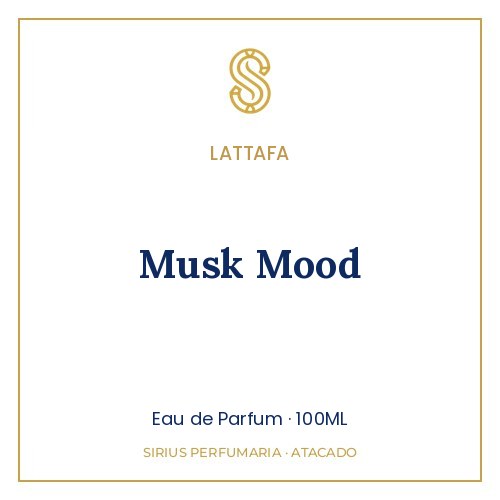 LATTAFA
Musk Mood
Eau de Parfum · 100ML
SIRIUS PERFUMARIA · ATACADO